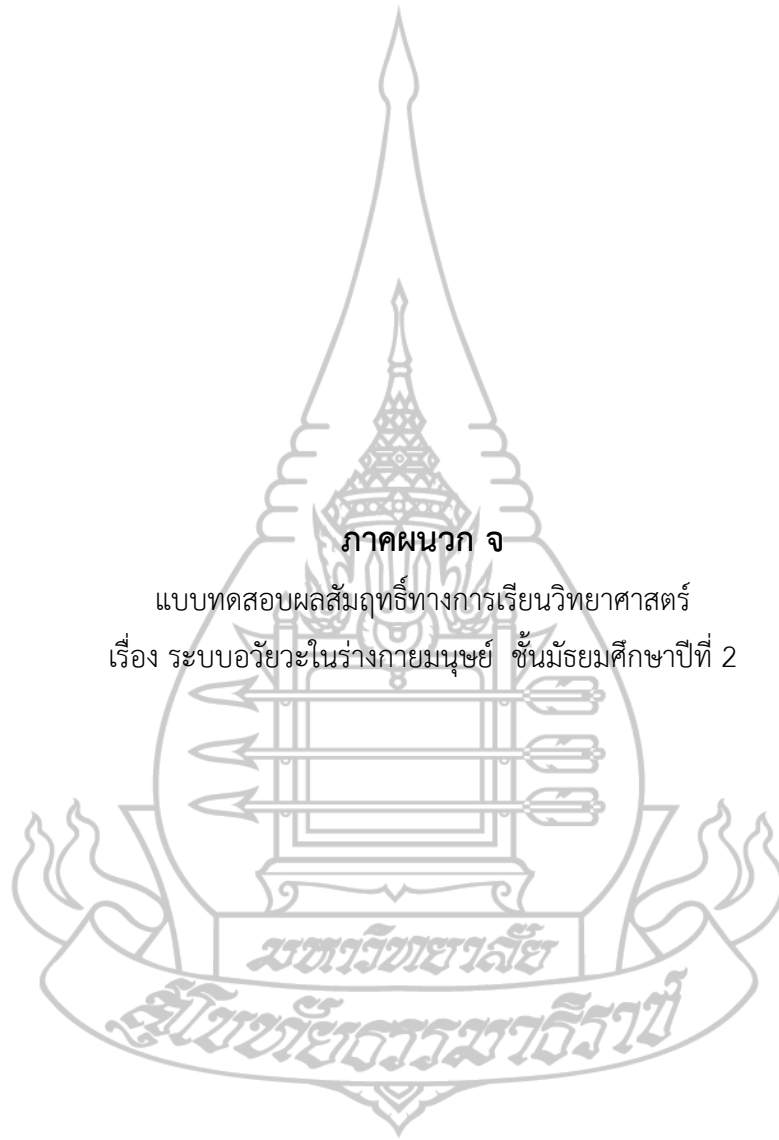 ภาคผนวก จ
แบบทดสอบผลสัมฤทธิ์ทางการเรียนวิทยาศาสตร์
เรื่อง ระบบอวัยวะในร่างกายมนุษย์ ชั้นมัธยมศึกษาปีที่ 2
มหาวิทยาลัย
สุโขทัยธรรมาธิราช